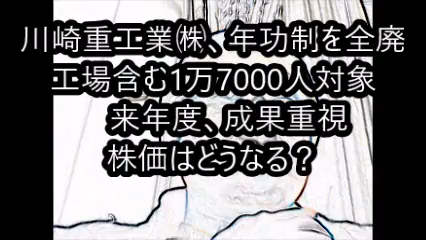 川崎重工業㈱、年功制を全廃
工場含む1万7000人対象
来年度、成果重視
株価はどうなる？